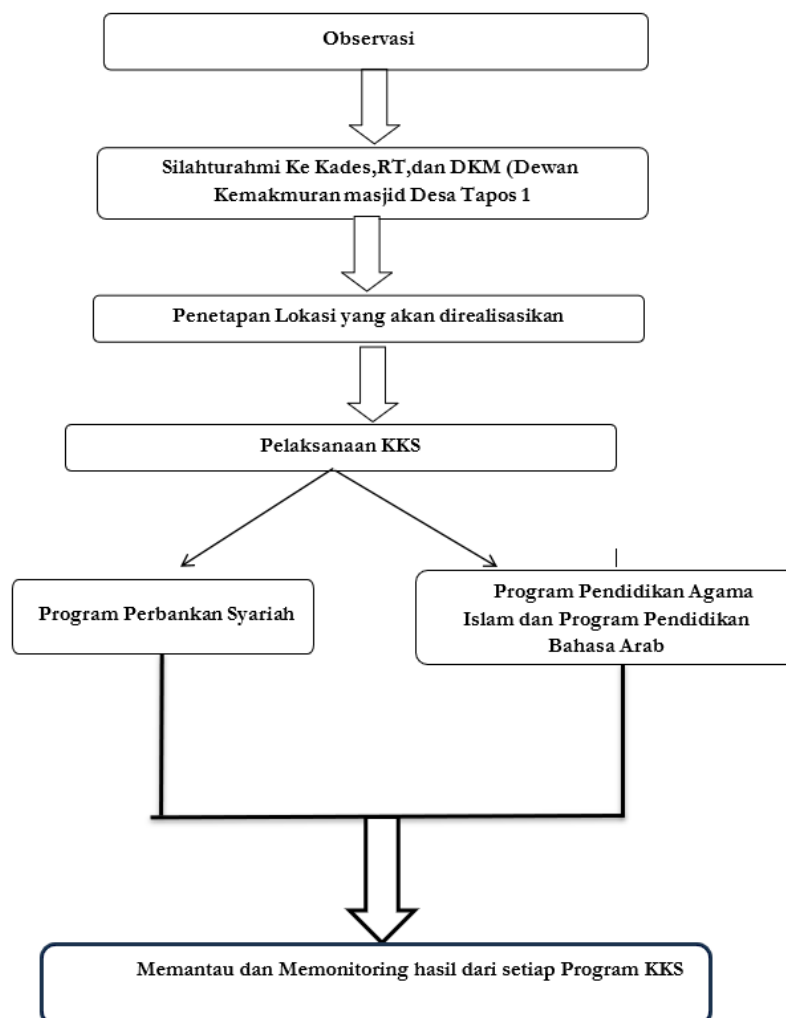 Observasi
Silahturahmi Ke Kades,RT,dan DKM (Dewan
Kemakmuran masjid Desa Tapos 1
Penetapan Lokasi yang akan direalisasikan
Pelaksanaan KKS
Program Perbankan Syariah
Program Pendidikan Agama
Islam dan Program Pendidikan
Bahasa Arab
Memantau dan Memonitoring hasil dari setiap Program KKS